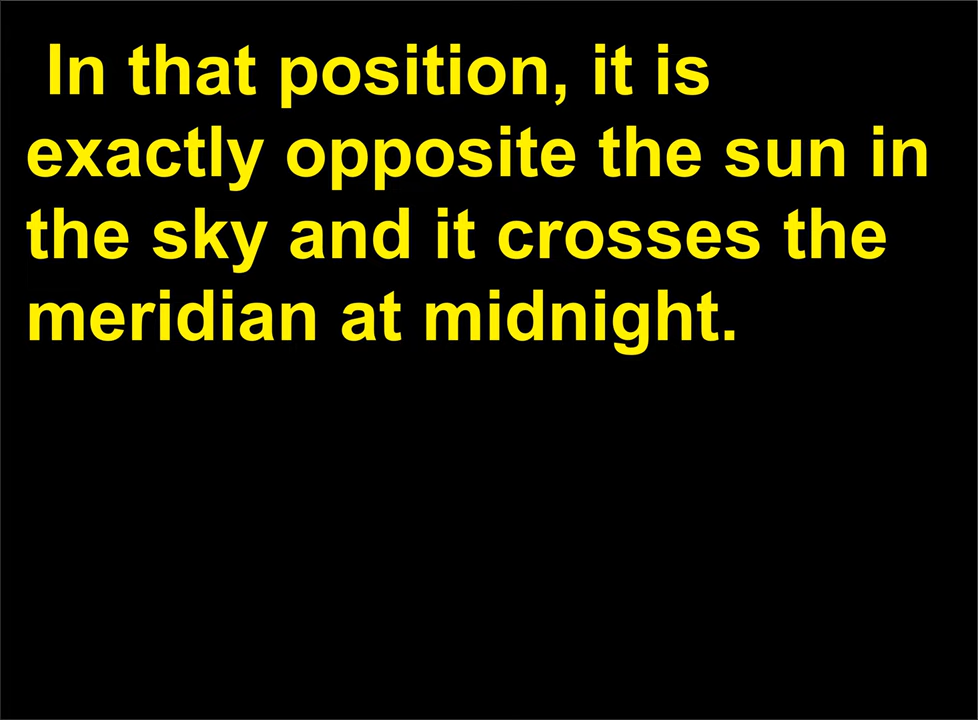 In that position, it is
exactly opposite the sun in
the sky and it crosses the
meridian at midnight.